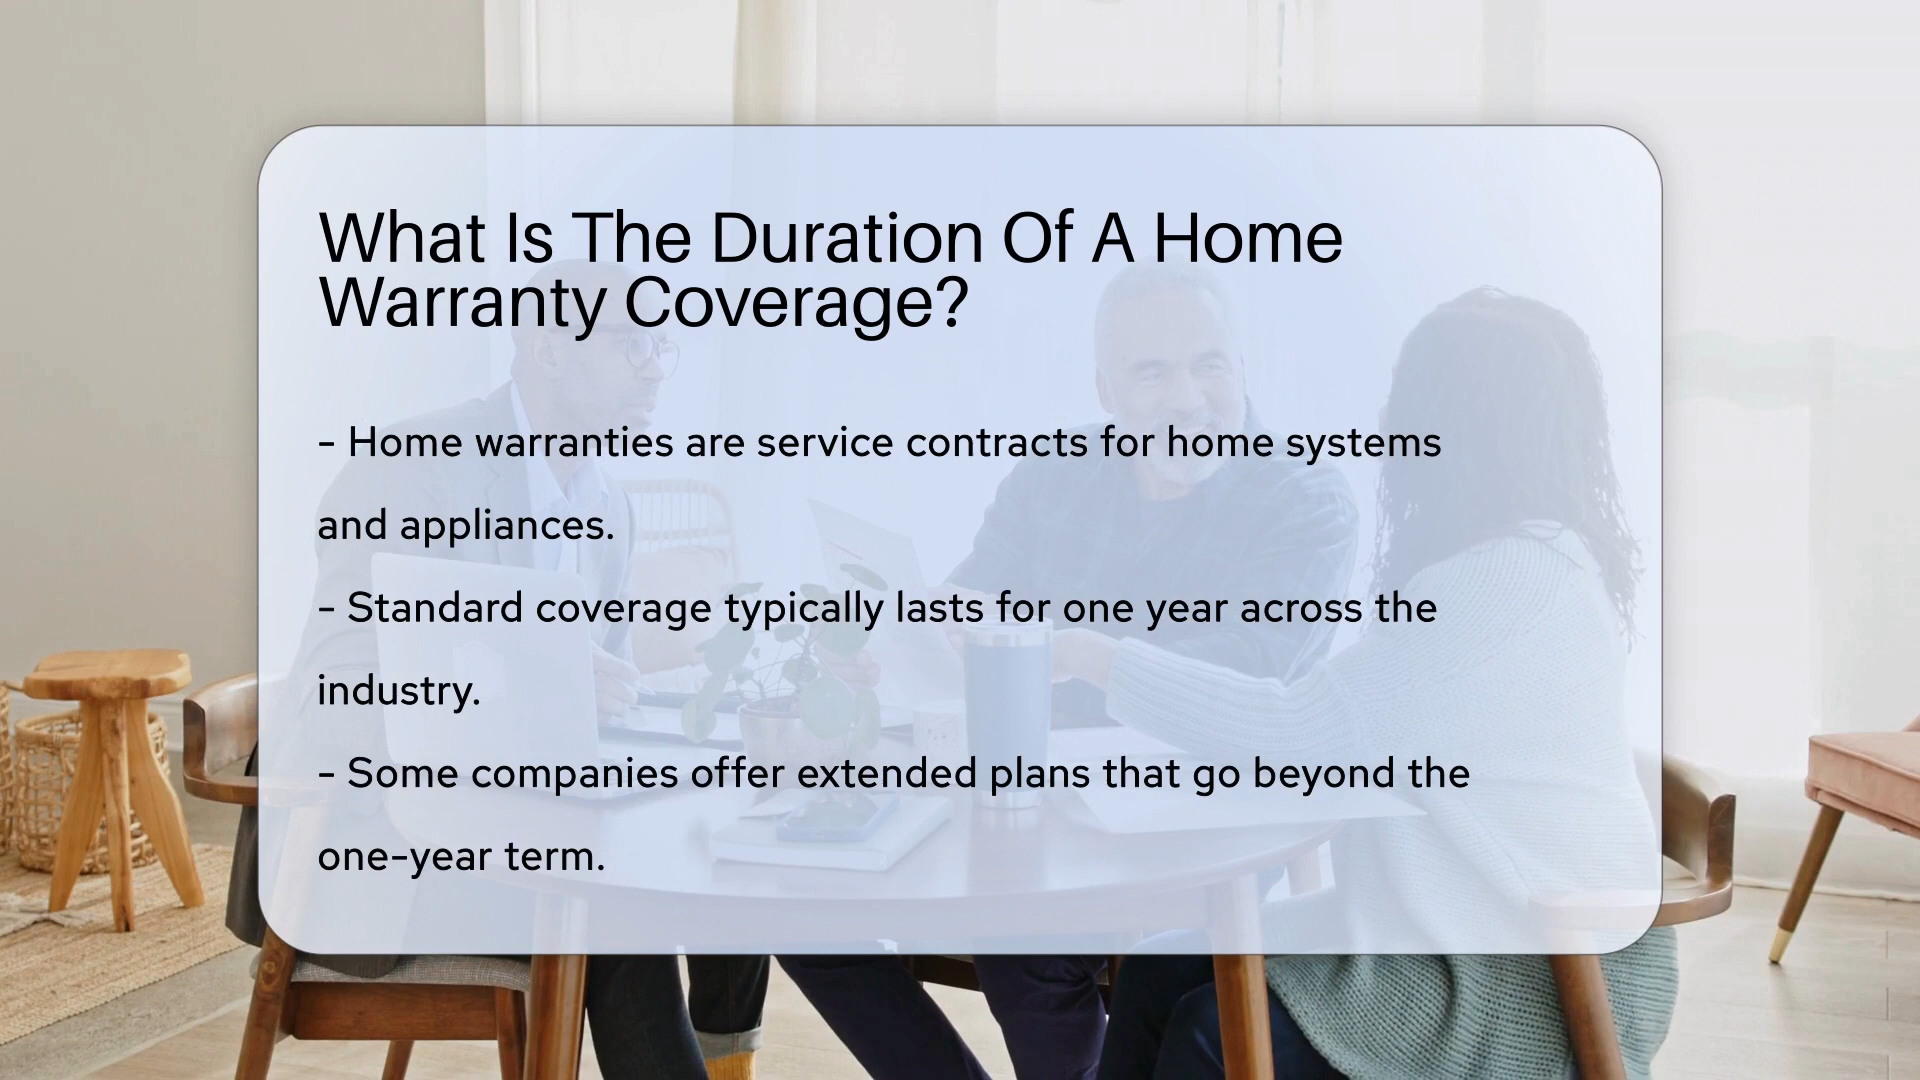 What Is The Duration Of A Home
Warranty Coverage?
- Home warranties are service contracts for home systems
and appliances.
- Standard coverage typically lasts for one year across the
industry.
- Some companies offer extended plans that go beyond the
one-year term.